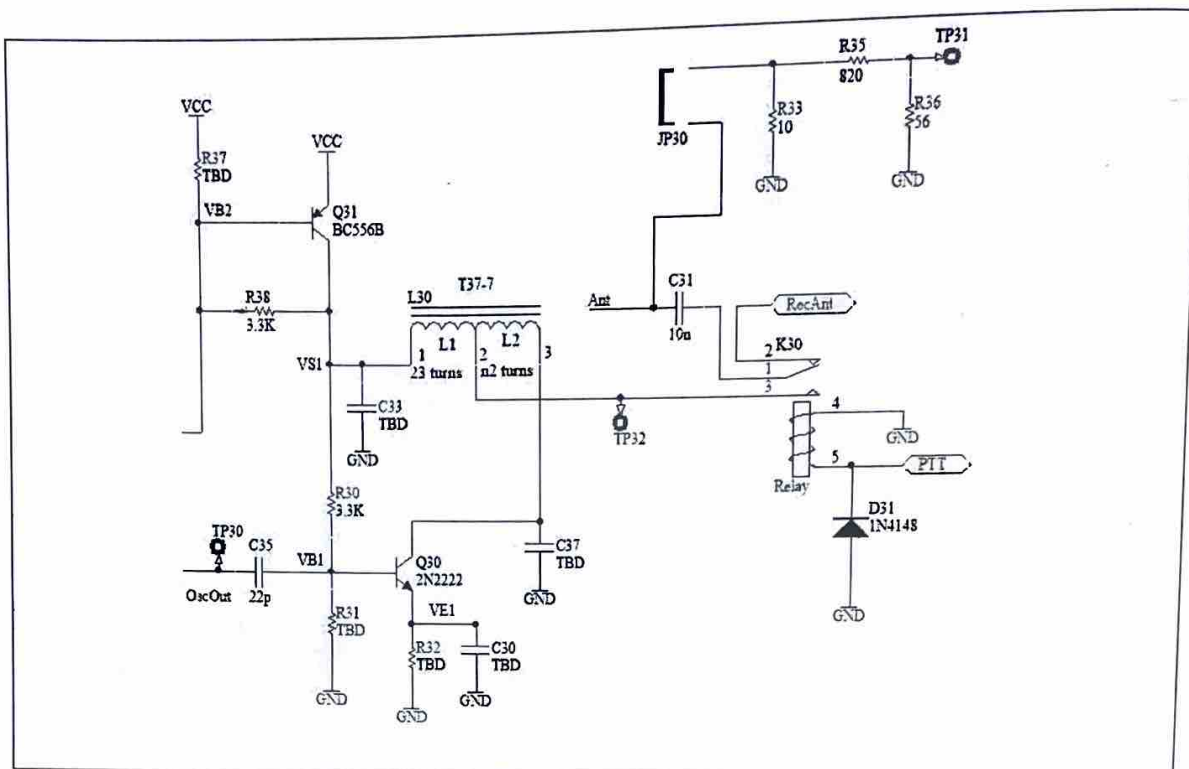 TP31
R35
820
R33
10
R36
56
JP30
GND
GND
VCC
VCC
R37
TBD
VB2
Q31
BC556B
R38
3.3K
T37-7
L30
L1
L2
1
2
3
23 turns
n2 turns
VS1
C33
TBD
GND
Ant
C31
10n
RecAnt
K30
2
1
3
TP32
4
GND
5
PTT
Relay
D31
1N4148
GND
R30
3.3K
TP30
C35
22p
OscOut
VB1
Q30
2N2222
C37
TBD
GND
R31
TBD
GND
VE1
R32
TBD
GND
C30
TBD
GND